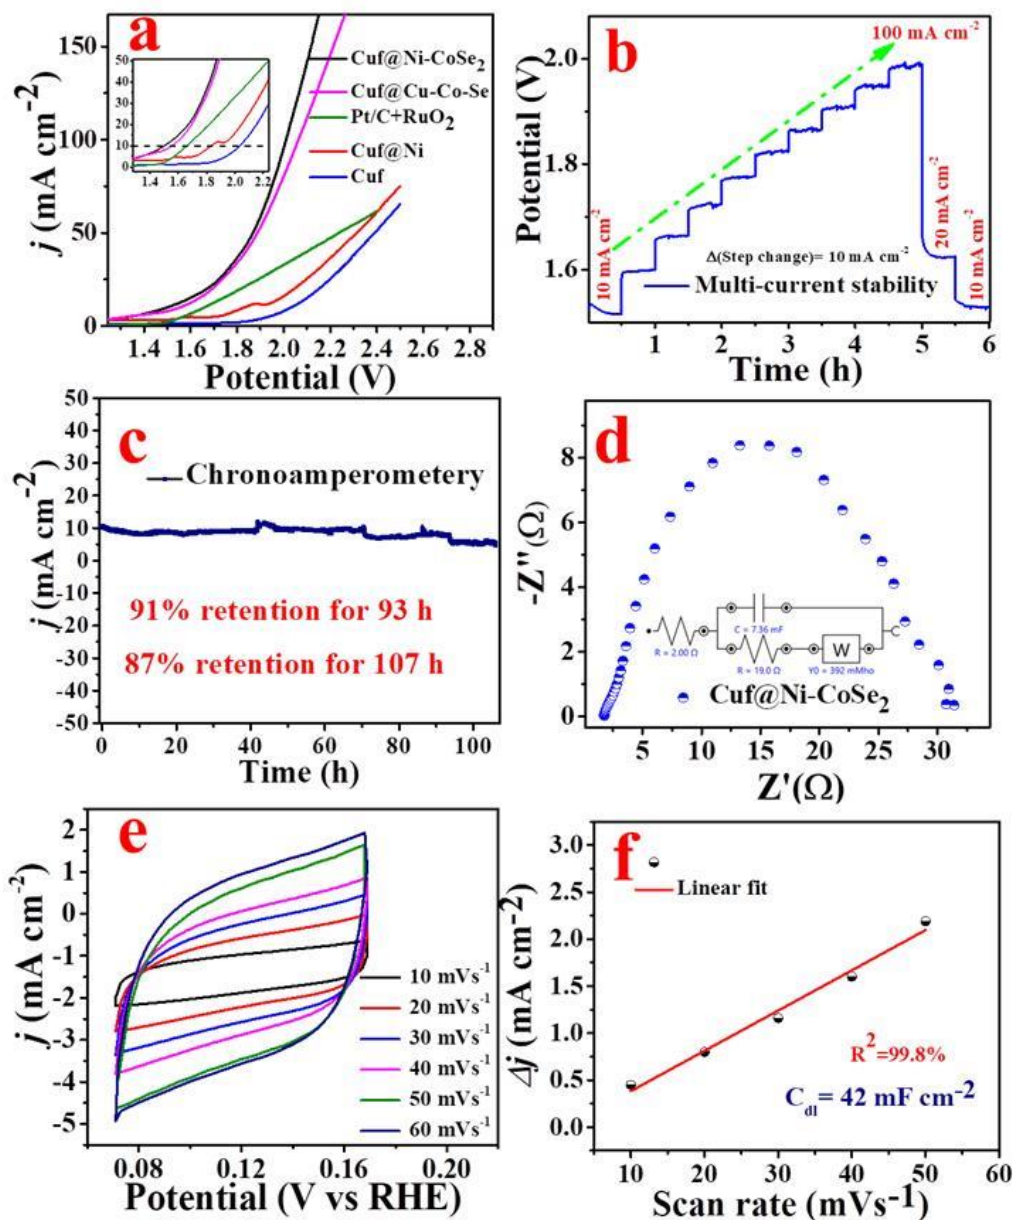 a
150
100
50
0
j (mA cm-2)
1.4 1.6 1.8 2.0 2.2 2.4 2.6 2.8
Potential (V)
Cuf@Ni-CoSe2
Cuf@Cu-Co-Se
Pt/C+RuO2
Cuf@Ni
Cuf
50
40
30
20
10
0
1.4 1.6 1.8 2.0 2.2
b
2.0
1.8
1.6
Potential (V)
100 mA cm-2
10 mA cm-2
20 mA cm-2
10 mA cm-2
Δ(Step change)= 10 mA cm-2
Multi-current stability
1 2 3 4 5 6
Time (h)
c
50
40
30
20
10
0
-10
-20
-30
-40
-50
j (mA cm-2)
Chronoamperometery
91% retention for 93 h
87% retention for 107 h
0 20 40 60 80 100
Time (h)
d
8
6
4
2
0
-Z"(Ω)
C = 7.36 mF
R = 2.00 Ω
R = 19.0 Ω
W
Y0 = 392 mMho
Cuf@Ni-CoSe2
5 10 15 20 25 30
Z'(Ω)
e
2
1
0
-1
-2
-3
-4
-5
j (mA cm-2)
10 mVs-1
20 mVs-1
30 mVs-1
40 mVs-1
50 mVs-1
60 mVs-1
0.08 0.12 0.16 0.20
Potential (V vs RHE)
f
3.0
2.5
2.0
1.5
1.0
0.5
0.0
Δj (mA cm-2)
Linear fit
R2=99.8%
Cdl= 42 mF cm-2
10 20 30 40 50 60
Scan rate (mVs-1)